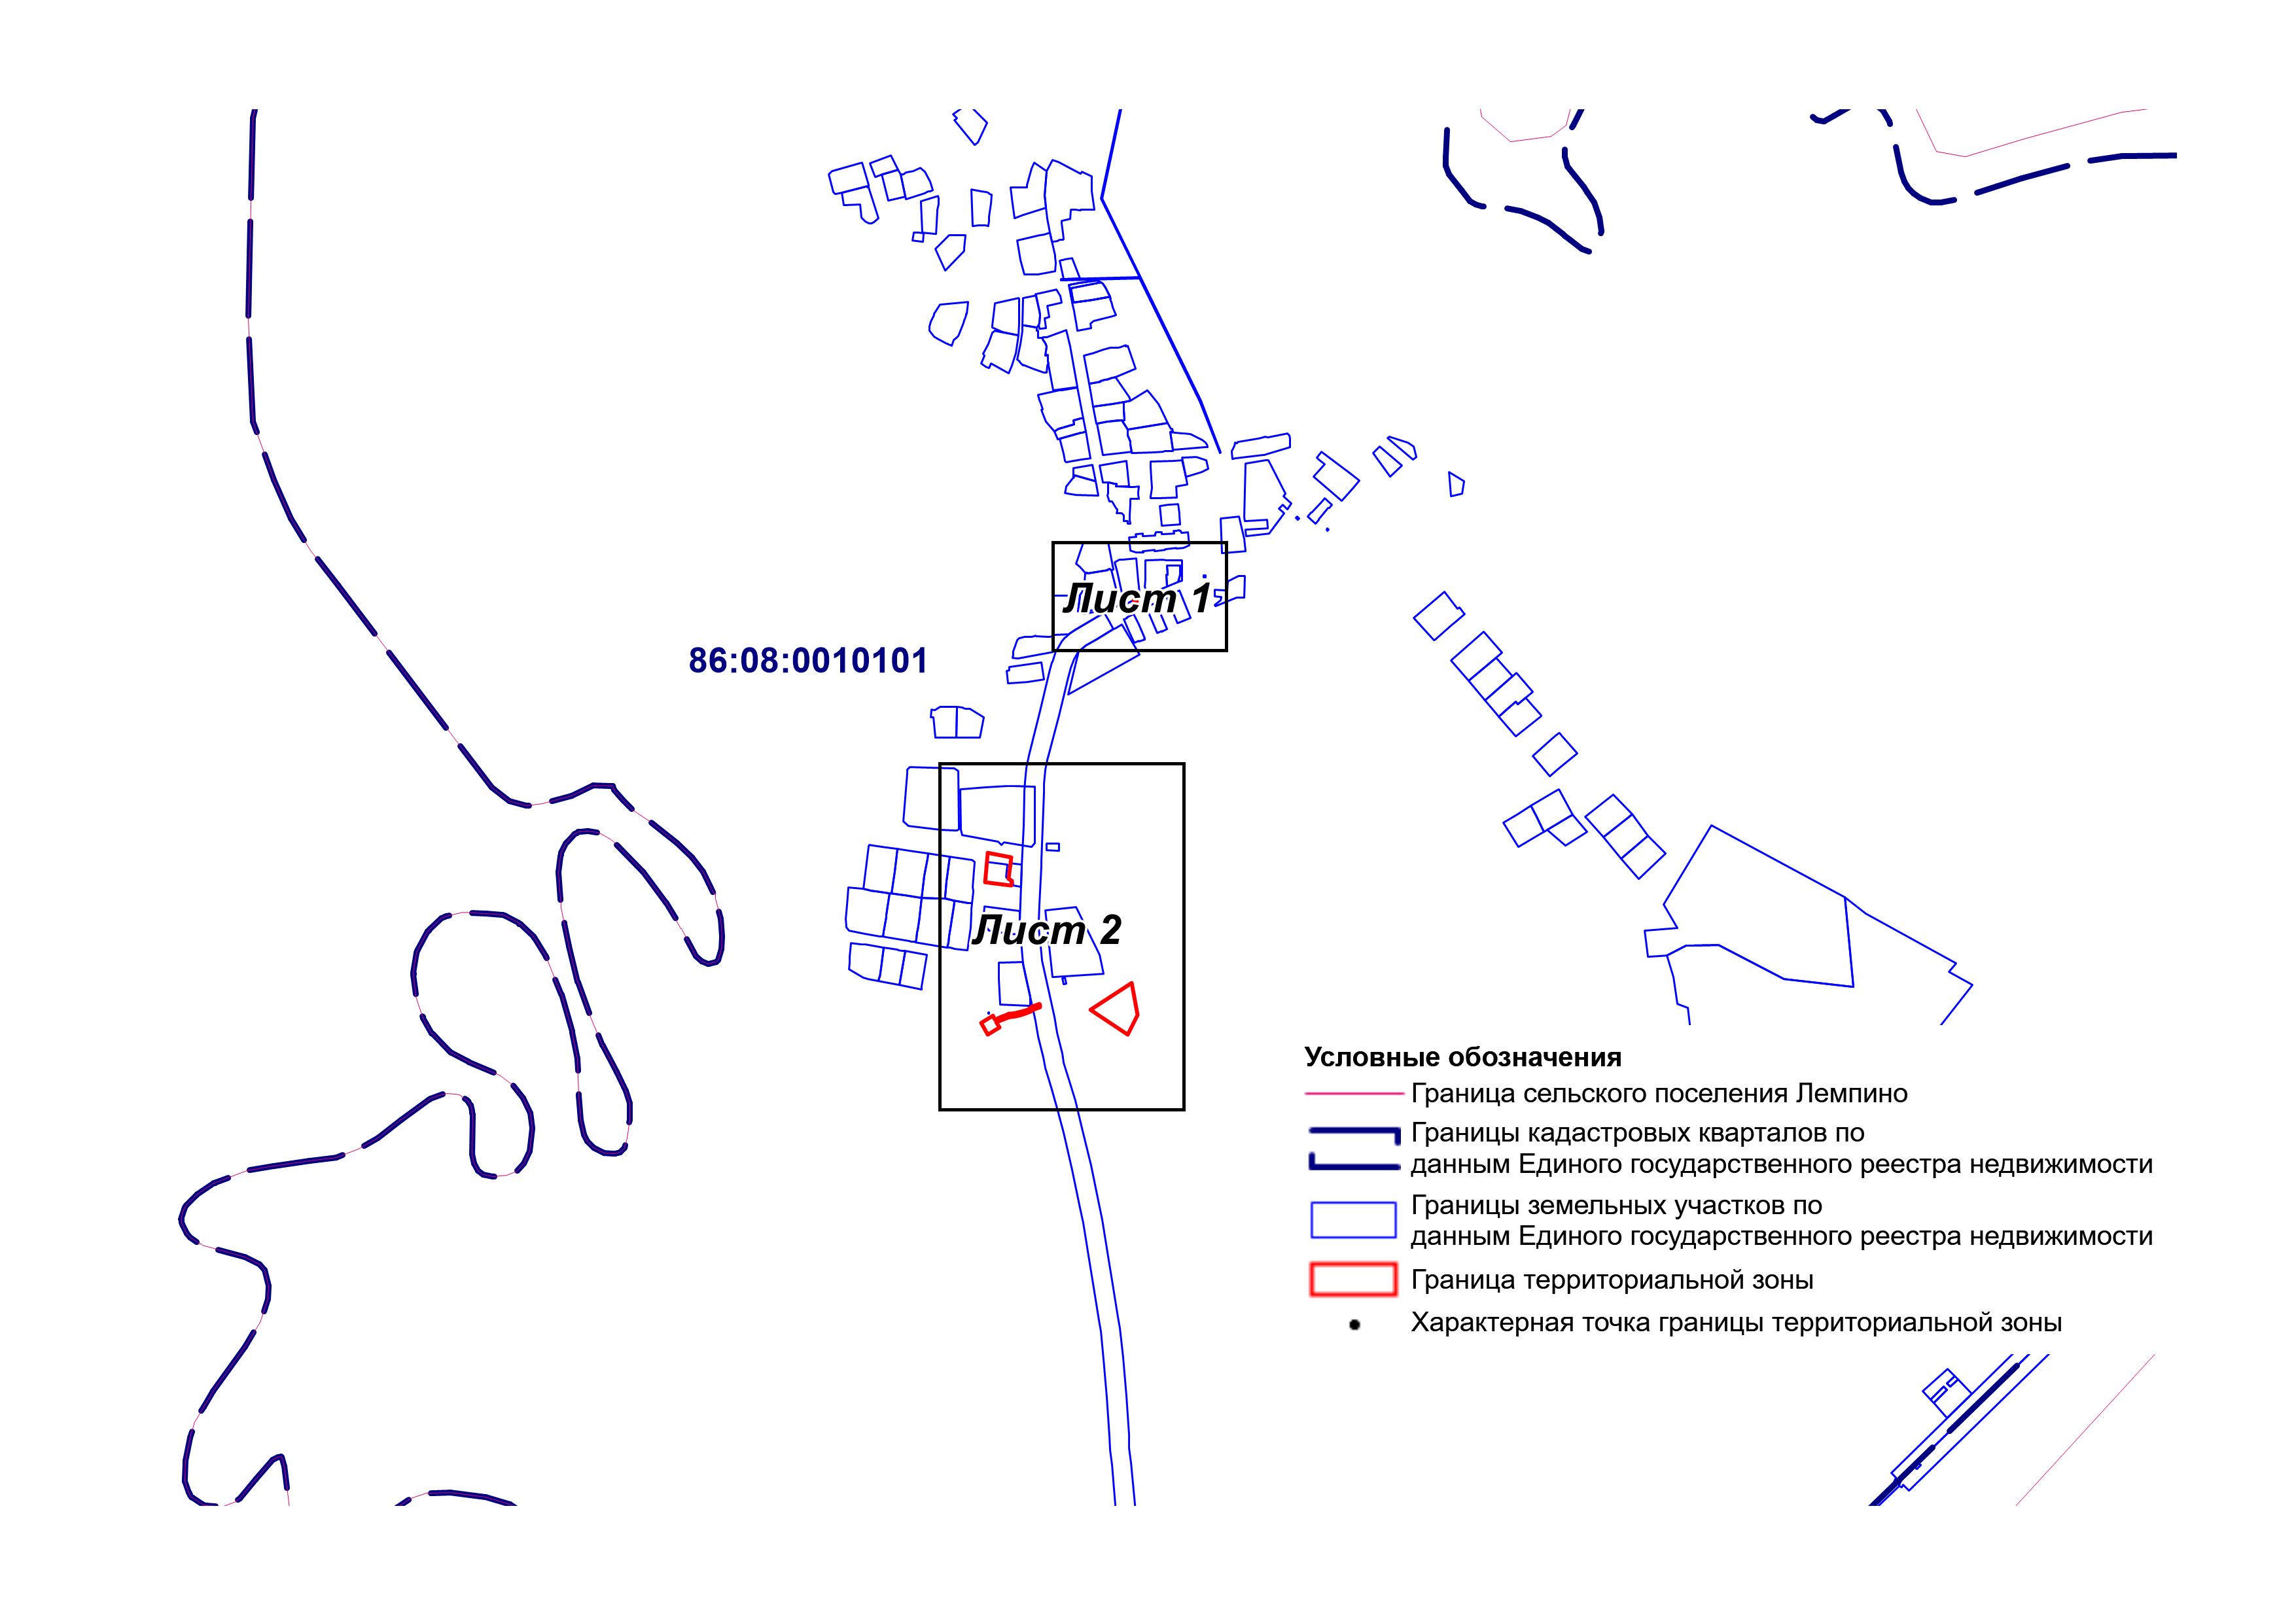 Лист 1
86:08:0010101
Лист 2
Условные обозначения
Граница сельского поселения Лемпино
Границы кадастровых кварталов по
данным Единого государственного реестра недвижимости
Границы земельных участков по
данным Единого государственного реестра недвижимости
Граница территориальной зоны
Характерная точка границы территориальной зоны